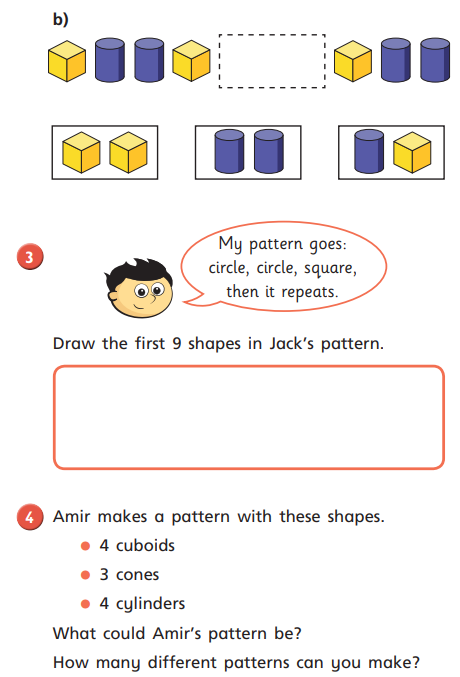 b)
3
My pattern goes:
circle, circle, square,
then it repeats.
Draw the first 9 shapes in Jack's pattern.
4 Amir makes a pattern with these shapes.
4 cuboids
3 cones
4 cylinders
What could Amir's pattern be?
How many different patterns can you make?